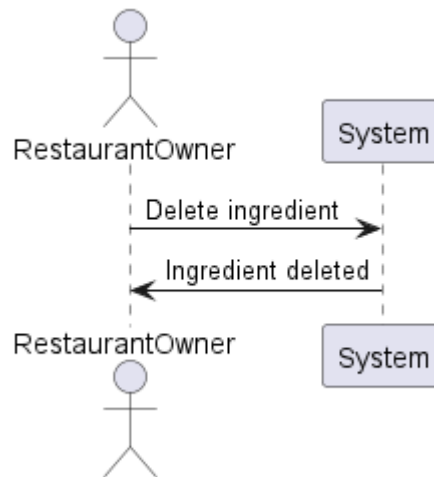 RestaurantOwner
System
Delete ingredient
Ingredient deleted
RestaurantOwner
System